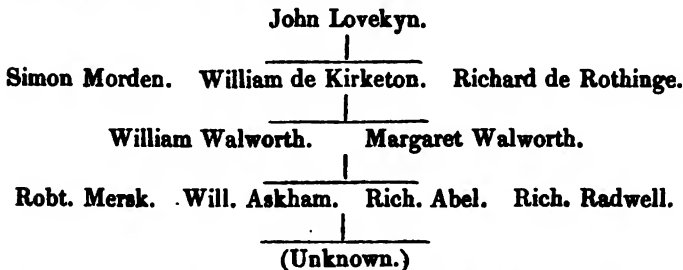 John Lovekyn.
Simon Morden. William de Kirketon. Richard de Rothinge.
William Walworth. Margaret Walworth.
Robt. Mersk. Will. Askham. Rich. Abel. Rich. Radwell.
(Unknown.)